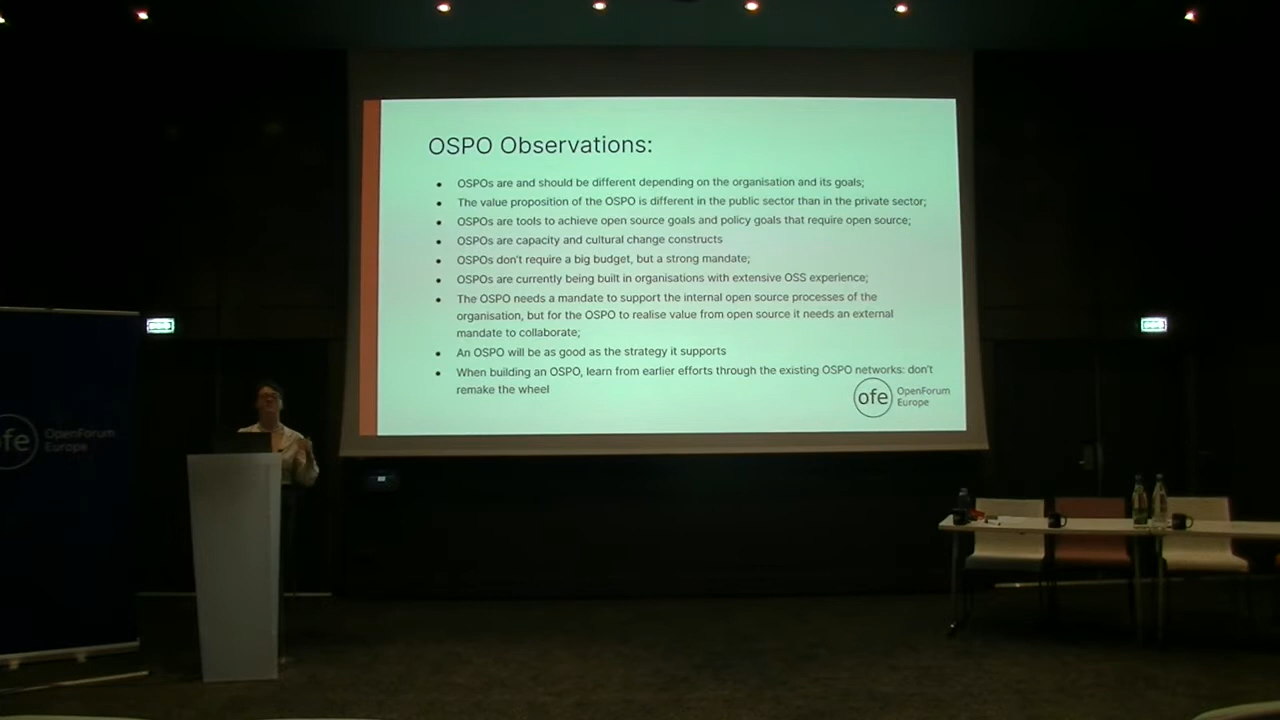 OSPO Observations:
• OSPOs are and should be different depending on the organisation and its goals;
• The value proposition of the OSPO is different in the public sector than in the private sector;
• OSPOs are tools to achieve open source goals and policy goals that require open source;
• OSPOs are capacity and cultural change constructs
• OSPOs don't require a big budget, but a strong mandate;
• OSPOs are currently being built in organisations with extensive OSS experience;
• The OSPO needs a mandate to support the internal open source processes of the
organisation, but for the OSPO to realise value from open source it needs an external
mandate to collaborate;
• An OSPO will be as good as the strategy it supports
• When building an OSPO, learn from earlier efforts through the existing OSPO networks: don't
remake the wheel
ofe OpenForum
Europe
ofe OpenForum
Europe